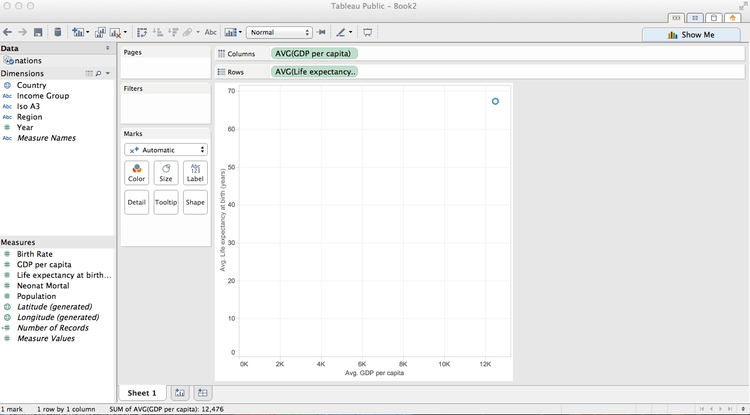 Tableau Public - Book2
Abc
Normal
Show Me
Data
nations
Dimensions
Country
Abc Income Group
Abc Iso A3
Abc Region
# Year
Abc Measure Names
Measures
# Birth Rate
# GDP per capita
# Life expectancy at birth...
# Neonat Mortal
# Population
Latitude (generated)
Longitude (generated)
# Number of Records
# Measure Values
Pages
Filters
Marks
Automatic
Color
Size
Abc
123
Label
Detail
Tooltip
Shape
Columns
AVG(GDP per capita)
Rows
AVG(Life expectancy..
70
60
50
40
30
20
10
0
Avg. Life expectancy at birth (years)
0K 2K 4K 6K 8K 10K 12K
Avg. GDP per capita
Sheet 1
1 mark 1 row by 1 column SUM of AVG(GDP per capita): 12,476